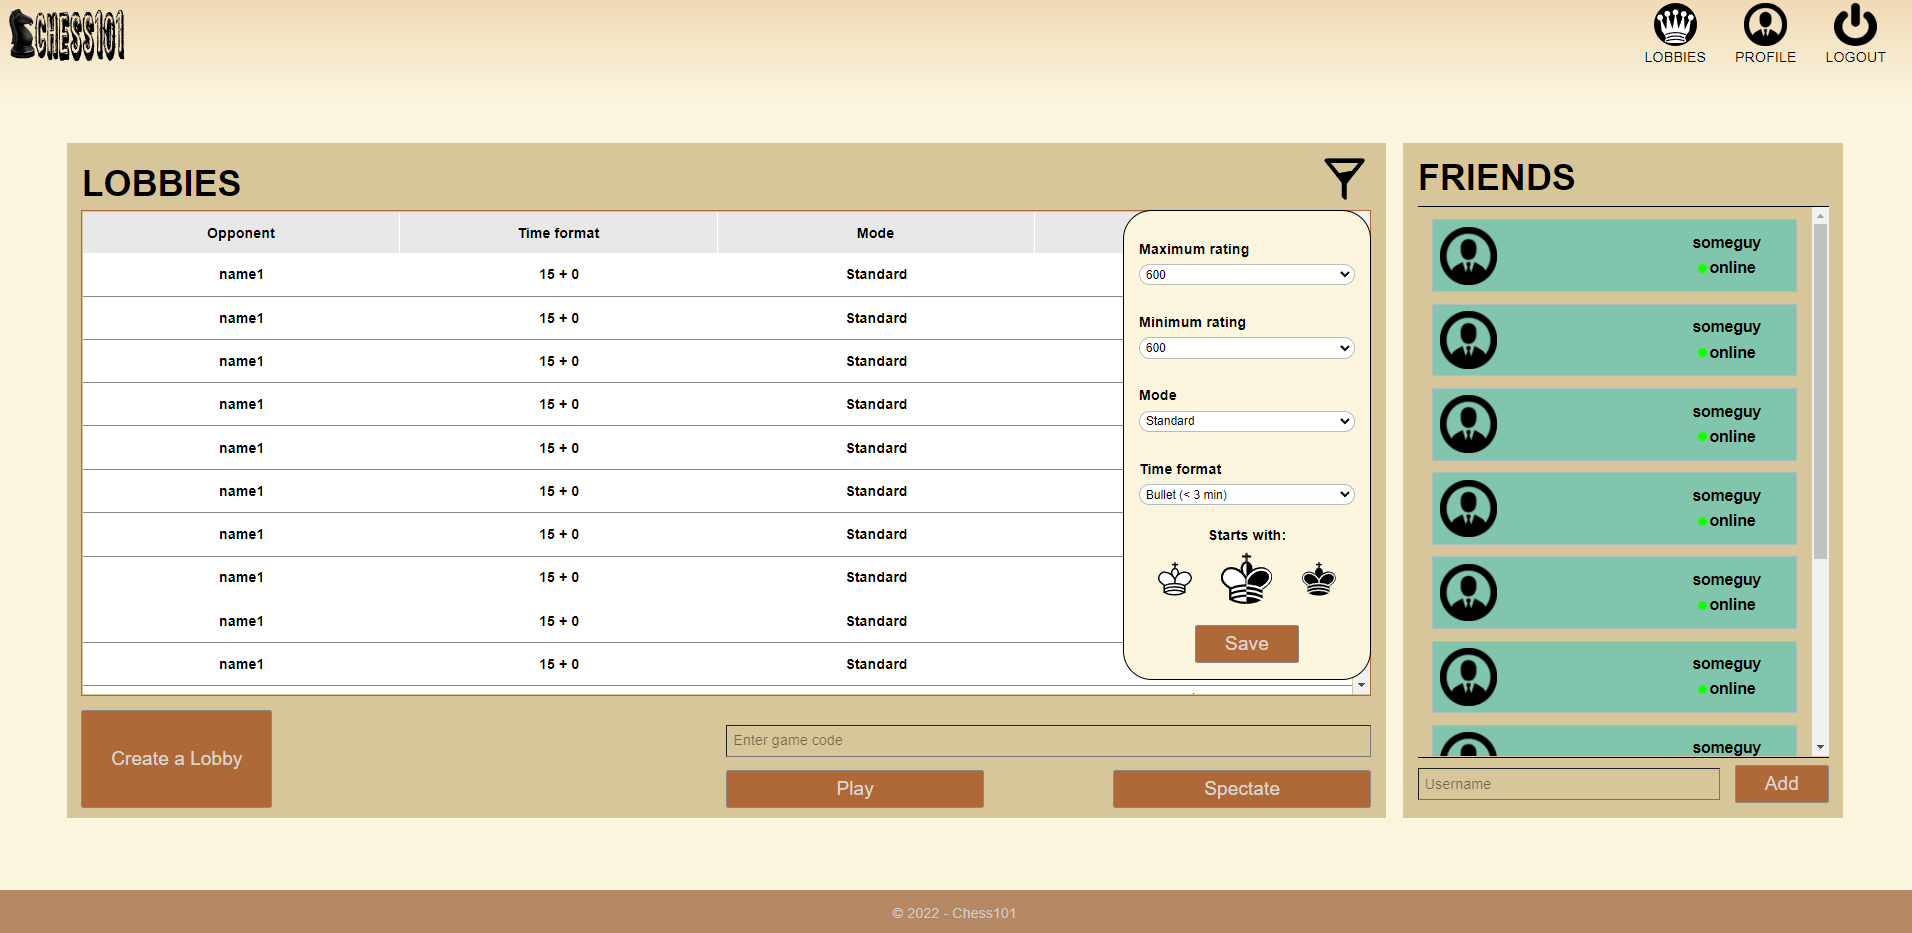 CHESS101
LOBBIES
PROFILE
LOGOUT
LOBBIES
Opponent Time format Mode
name1 15 + 0 Standard
name1 15 + 0 Standard
name1 15 + 0 Standard
name1 15 + 0 Standard
name1 15 + 0 Standard
name1 15 + 0 Standard
name1 15 + 0 Standard
name1 15 + 0 Standard
name1 15 + 0 Standard
name1 15 + 0 Standard
Maximum rating
600
Minimum rating
600
Mode
Standard
Time format
Bullet (< 3 min)
Starts with:
Save
Create a Lobby
Enter game code
Play
Spectate
FRIENDS
someguy
online
someguy
online
someguy
online
someguy
online
someguy
online
someguy
online
someguy
Username
Add
© 2022 - Chess101